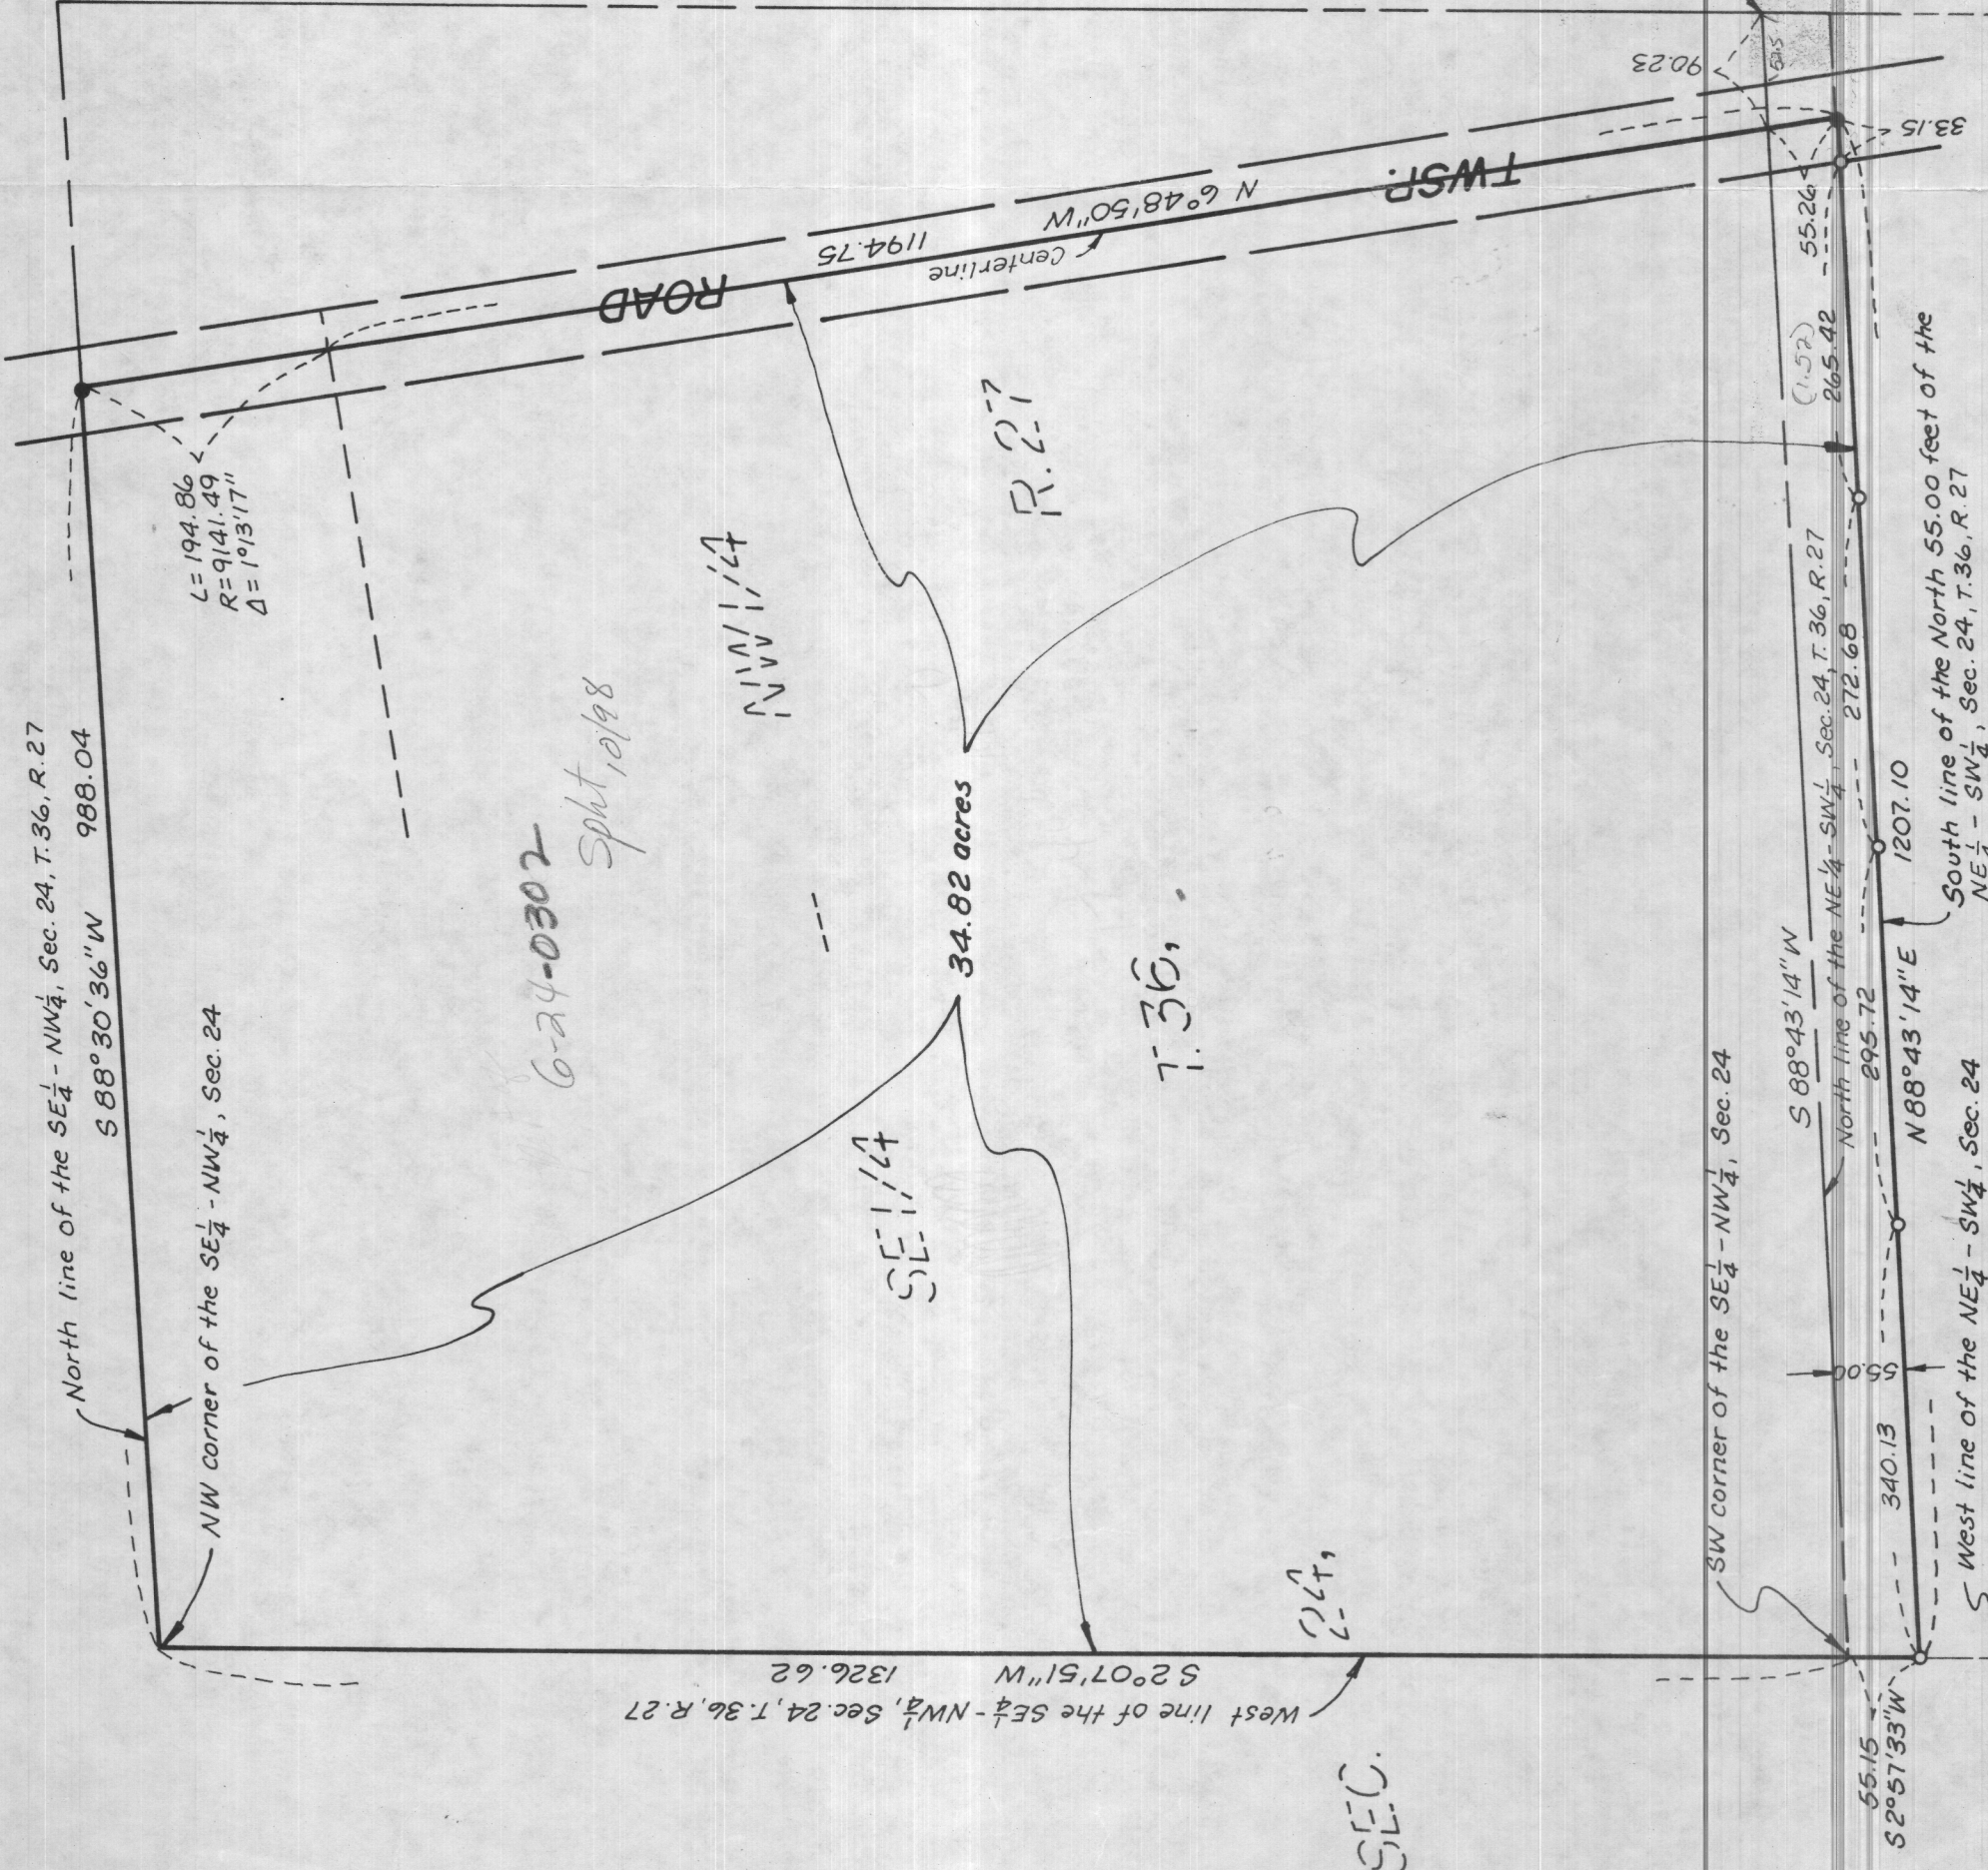 North line of the SE¼ - NW¼, Sec. 24, T. 36, R. 27
S 88°30'36"W 988.04
NW corner of the SE¼ - NW¼, Sec. 24
L = 194.86
R = 9141.49
Δ = 1°13'17"
ROAD
1194.75
N 6°48'50"W
Centerline
TWSP.
90.23
52.5
55.26
33.15
6-24-0302
Split, 10/98
SE 1/4
NW 1/4
34.82 acres
SEC.
24,
T. 36,
R. 27
West line of the SE¼ - NW¼, Sec. 24, T. 36, R. 27
S 2°07'51"W 1326.62
SW corner of the SE¼ - NW¼, Sec. 24
S 88°43'14"W
North line of the NE¼ - SW¼, Sec. 24, T. 36, R. 27
(1.52)
55.00
340.13
295.72
272.68
265.42
N 88°43'14"E 1207.10
South line of the North 55.00 feet of the
NE¼ - SW¼, Sec. 24, T. 36, R. 27
55.15
S 2°57'33"W
West line of the NE¼ - SW¼, Sec. 24